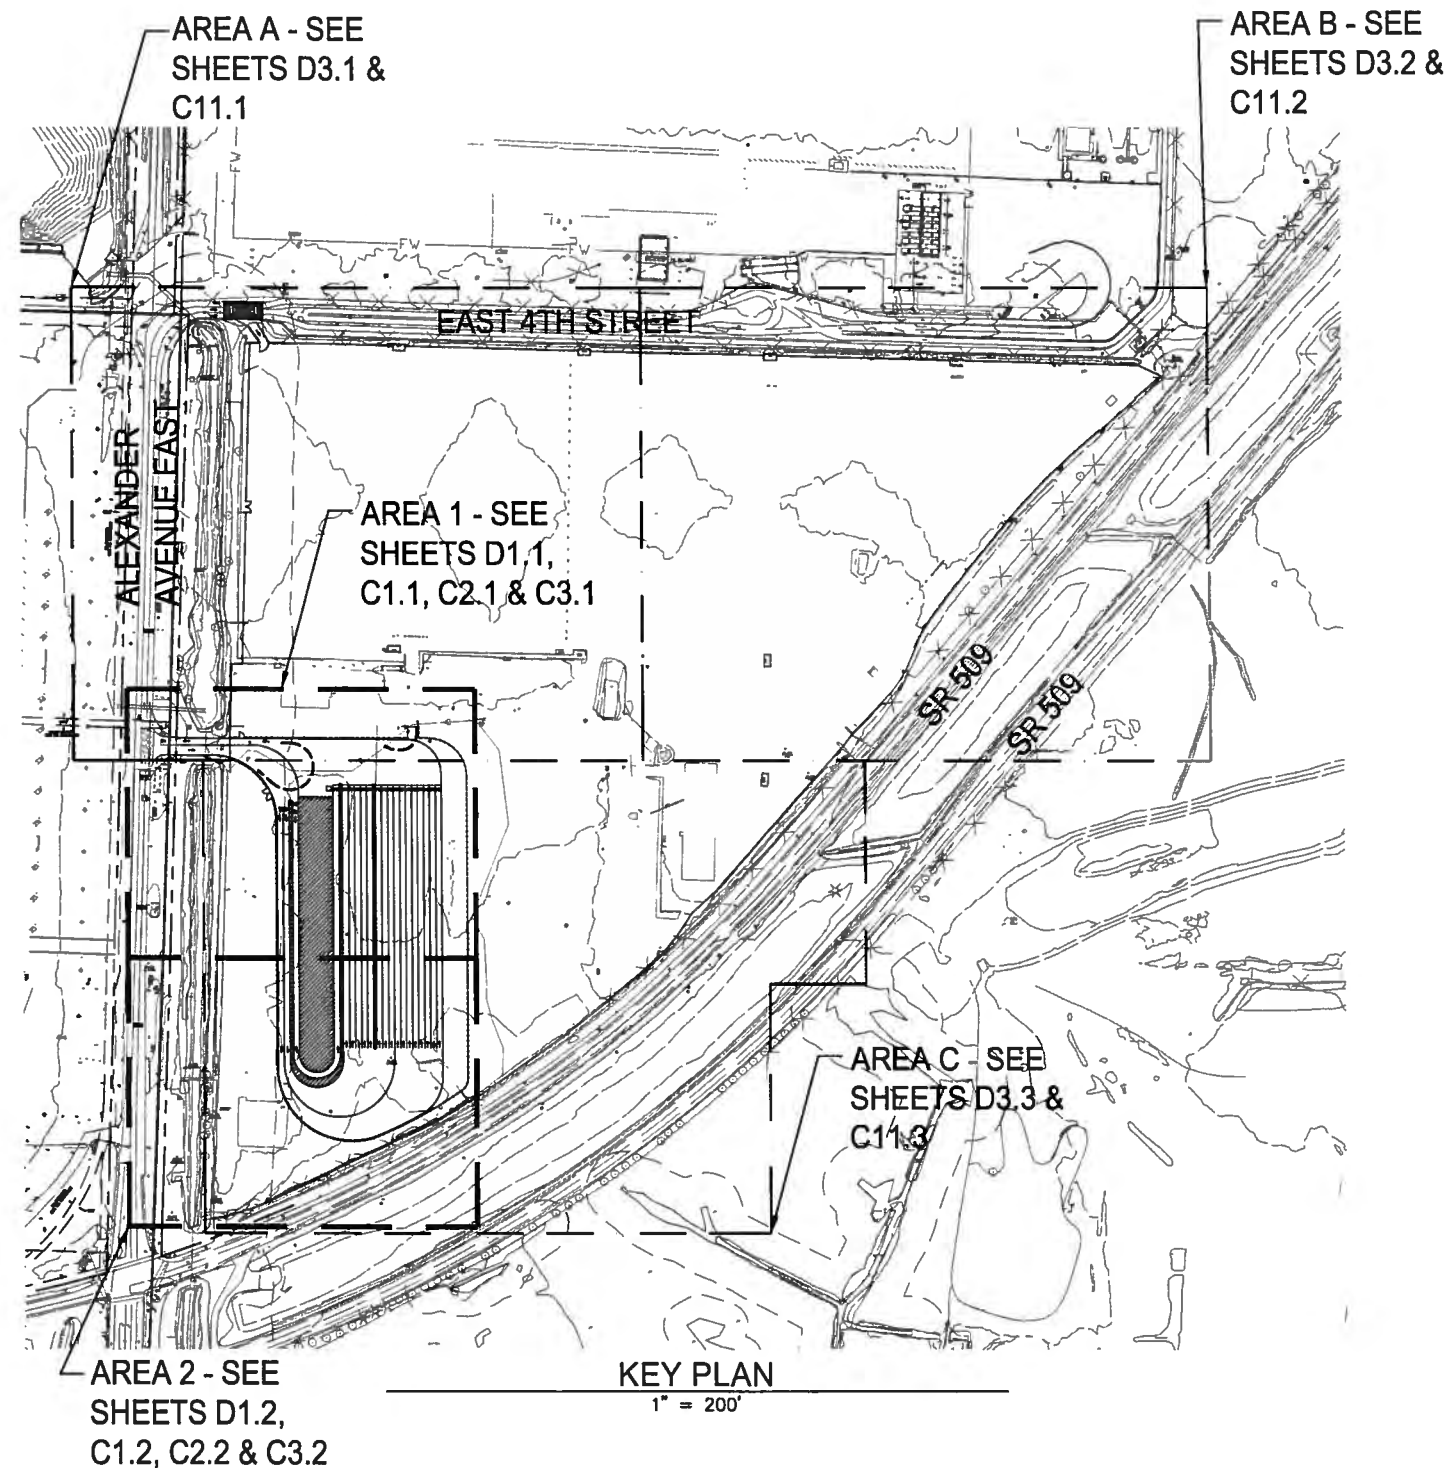 AREA A - SEE
SHEETS D3.1 &
C11.1
AREA B - SEE
SHEETS D3.2 &
C11.2
FW
FW
FW
EAST 4TH STREET
ALEXANDER
AVENUE EAST
AREA 1 - SEE
SHEETS D1.1,
C1.1, C2.1 & C3.1
SR 509
SR 509
AREA C - SEE
SHEETS D3.3 &
C11.3
AREA 2 - SEE
SHEETS D1.2,
C1.2, C2.2 & C3.2
KEY PLAN
1" = 200'